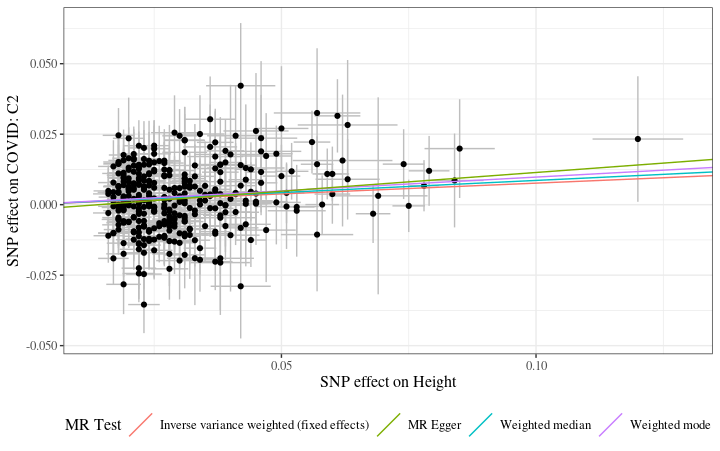 SNP effect on COVID: C2
0.050
0.025
0.000
-0.025
-0.050
0.05
0.10
SNP effect on Height
MR Test
Inverse variance weighted (fixed effects)
MR Egger
Weighted median
Weighted mode